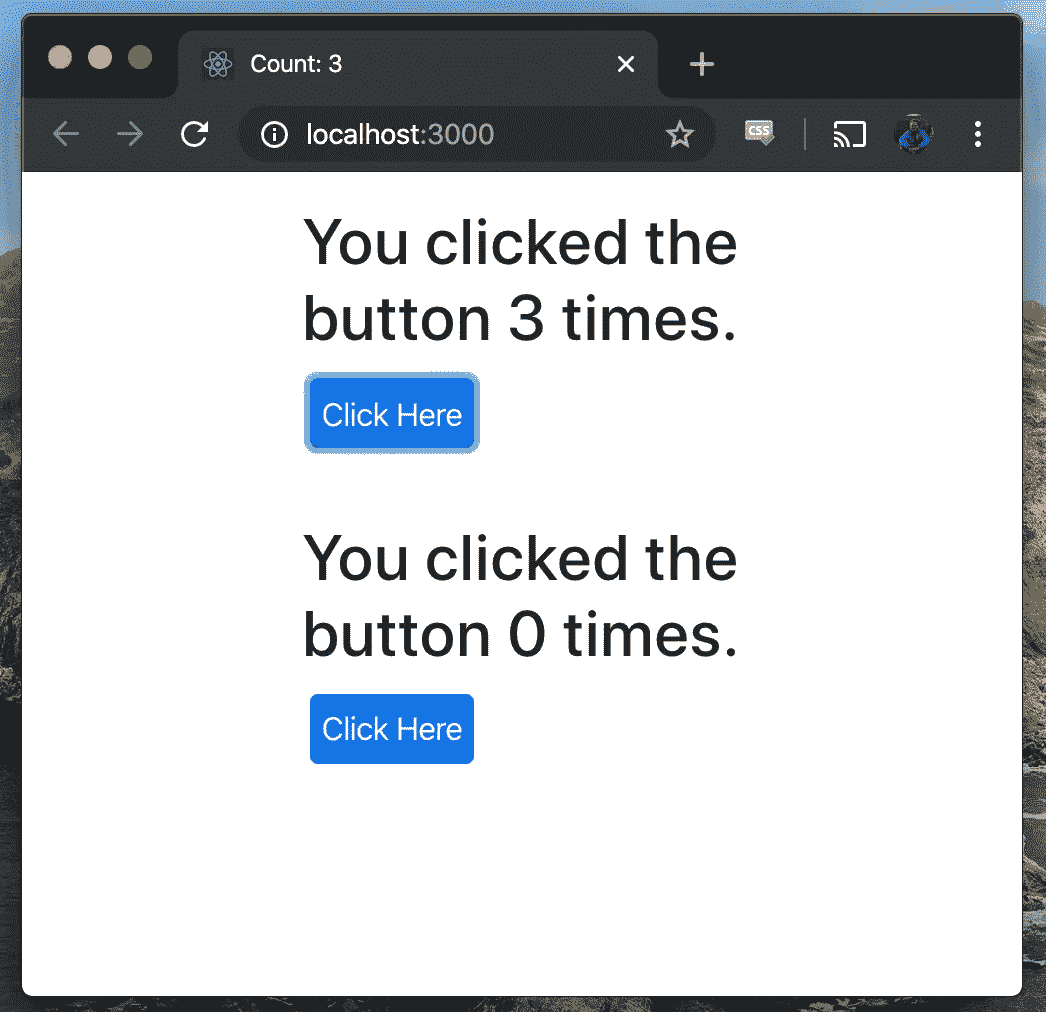 Count: 3
localhost:3000
CSS
You clicked the
button 3 times.
Click Here
You clicked the
button 0 times.
Click Here